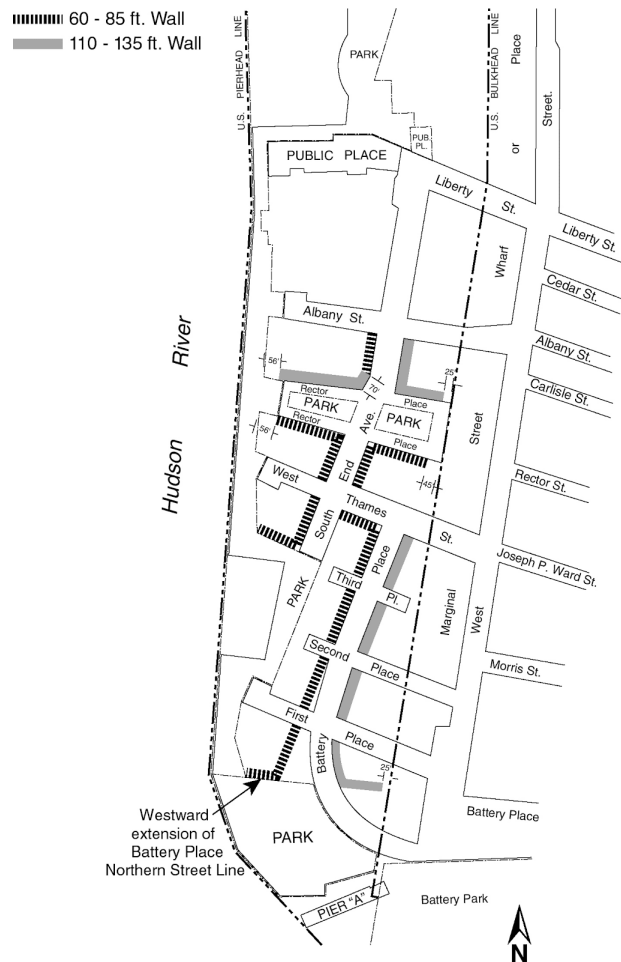 60 - 85 ft. Wall
110 - 135 ft. Wall
U.S. PIERHEAD LINE
PARK
U.S. BULKHEAD LINE
Place
or
Street.
PUB.
PL.
PUBLIC PLACE
Liberty
St.
Liberty St.
Wharf
Cedar St.
Albany St.
Albany St.
Carlisle St.
Hudson River
56'
70'
25'
Rector
Place
PARK
PARK
Ave.
Rector
Place
56'
Street
End
45'
West
Thames
St.
Rector St.
South
Joseph P. Ward St.
Place
Third
Pl.
PARK
Marginal
West
Second
Place
Morris St.
First
Place
Battery
25'
Battery Place
Westward
extension of
Battery Place
Northern Street Line
PARK
PIER "A"
Battery Park
N